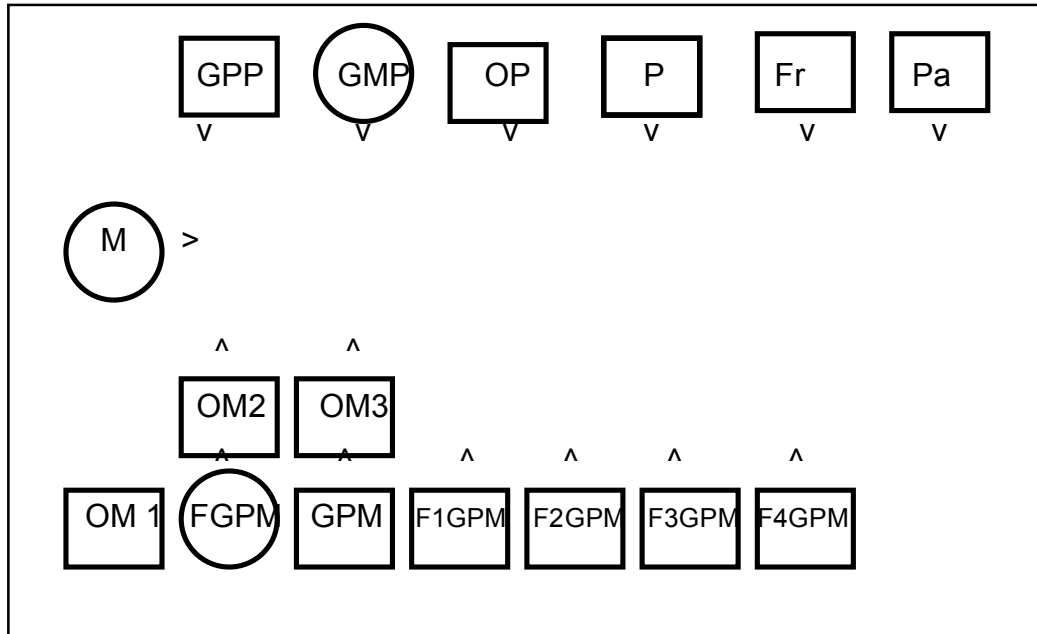 GPP GMP OP P Fr Pa
v v v v v v
M >
^ ^
OM2 OM3
^ ^ ^ ^ ^ ^
OM 1 FGPM GPM F1GPM F2GPM F3GPM F4GPM